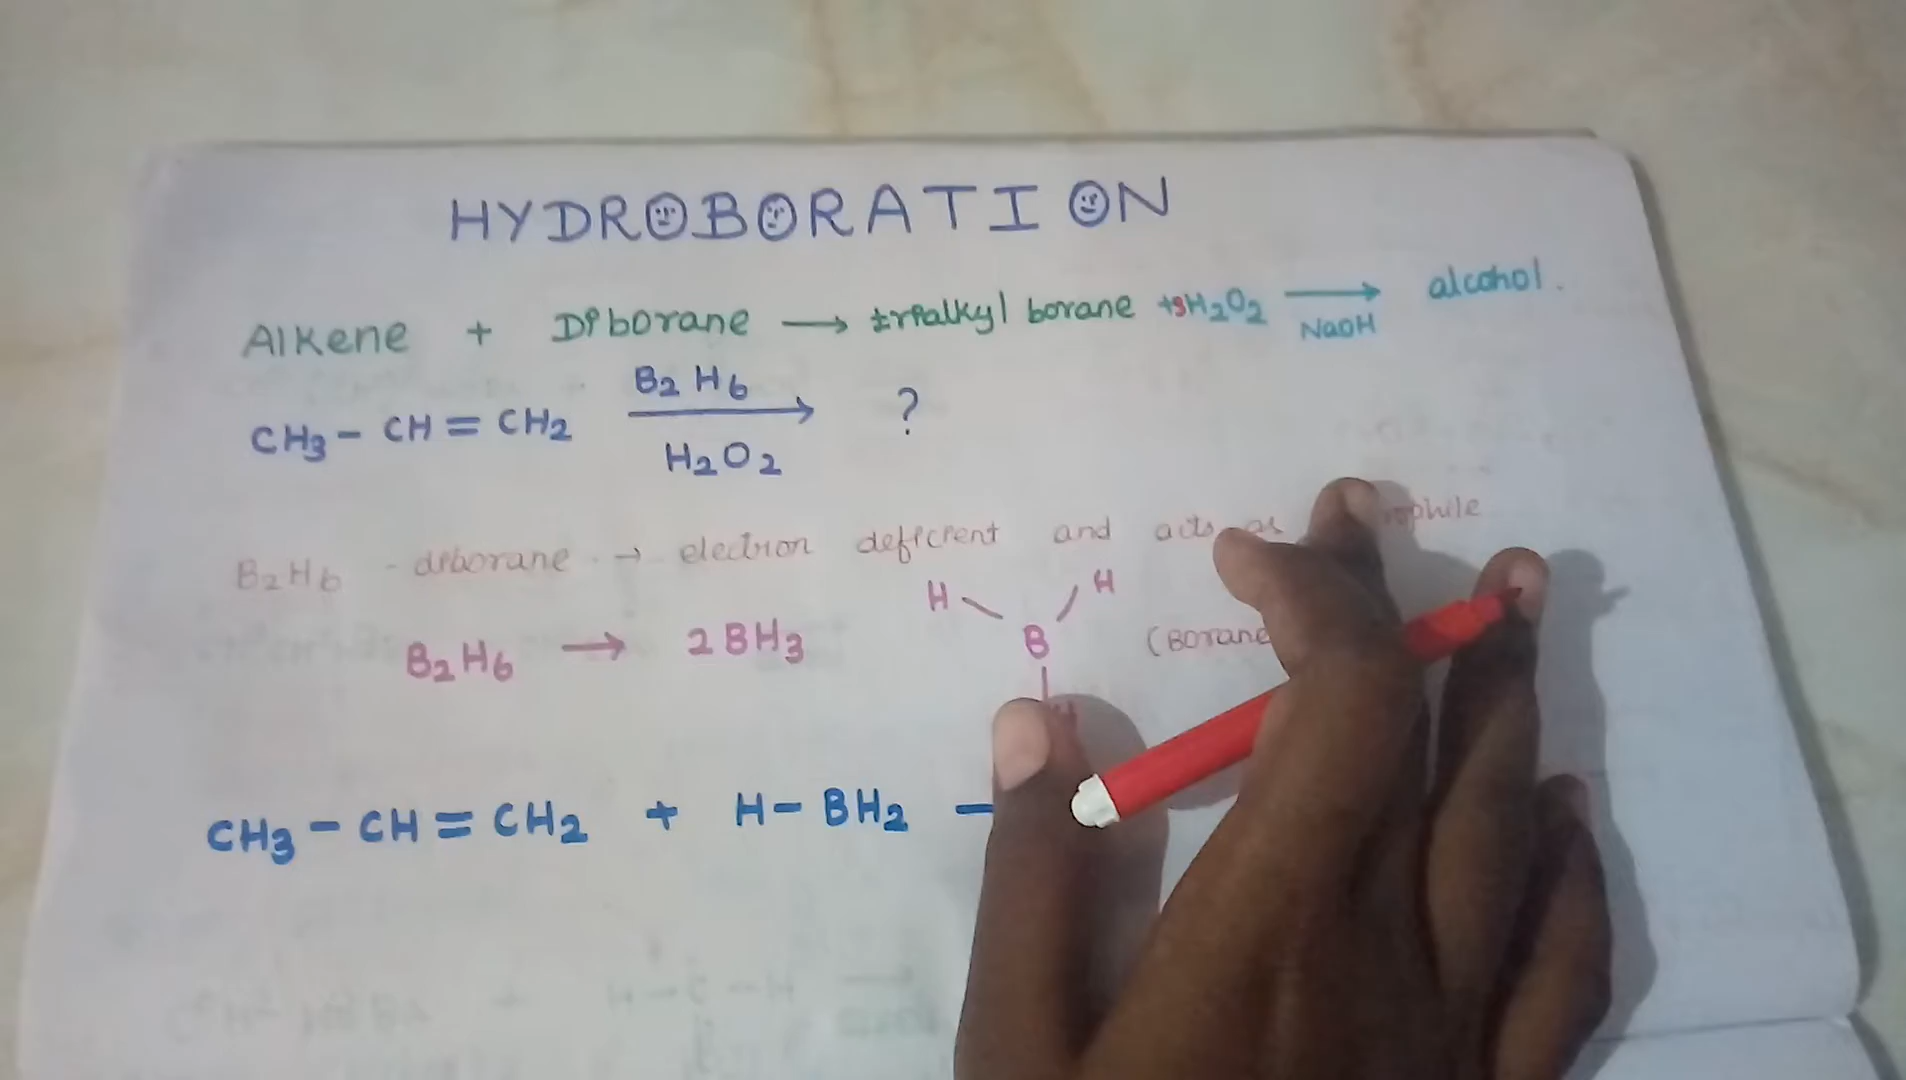 HYDROBORATION
Alkene + Diborane → trialkyl borane +3H2O2 → NaOH alcohol.
B2H6
CH3 - CH = CH2 → ?
H2O2
B2H6 - diborane. → electron deficient and acts as
B2H6 → 2BH3
H H
B (Borane
H
CH3 - CH = CH2 + H - BH2 -